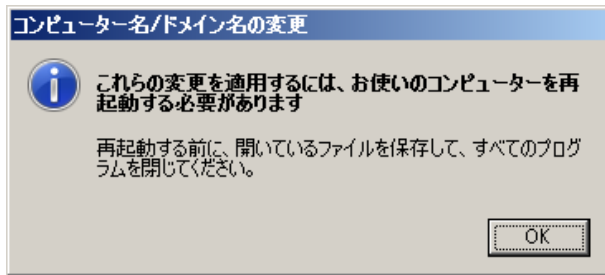 コンピューター名/ドメイン名の変更
これらの変更を適用するには、お使いのコンピューターを再
起動する必要があります
再起動する前に、開いているファイルを保存して、すべてのプログ
ラムを閉じてください。
OK